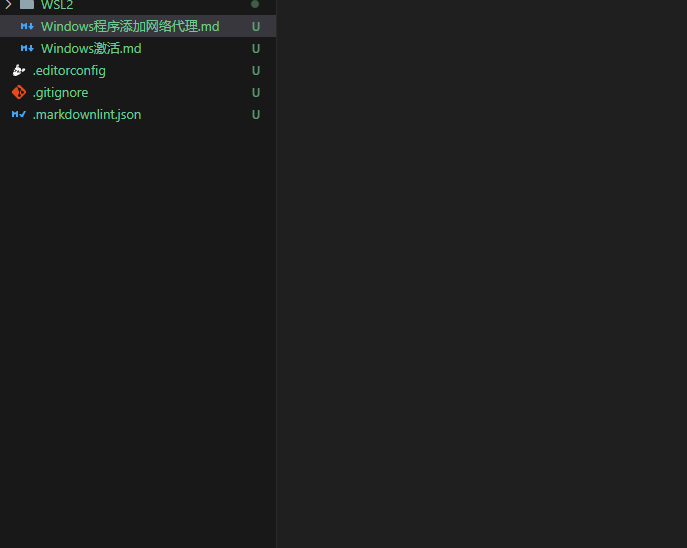 WSL2
Windows程序添加网络代理.md U
Windows激活.md U
.editorconfig U
.gitignore U
.markdownlint.json U